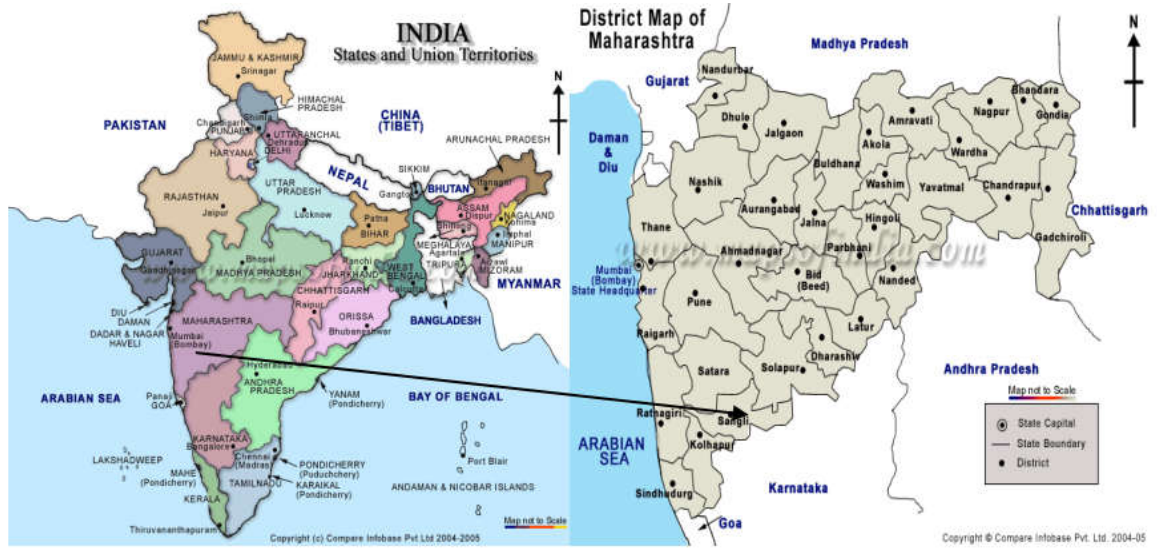 INDIA
States and Union Territories
JAMMU & KASHMIR
Srinagar
HIMACHAL
PRADESH
Shimla
Chandigarh
PUNJAB
UTTARANCHAL
Dehradun
HARYANA
DELHI
PAKISTAN
CHINA
(TIBET)
N
ARUNACHAL PRADESH
Itanagar
SIKKIM
Gangtok
NEPAL
BHUTAN
RAJASTHAN
Jaipur
UTTAR
PRADESH
Lucknow
Patna
BIHAR
ASSAM
Dispur
NAGALAND
Kohima
Shillong
MEGHALAYA
Imphal
MANIPUR
Agartala
TRIPURA
MIZORAM
GUJARAT
Gandhinagar
Bhopal
MADHYA PRADESH
Ranchi
JHARKHAND
WEST
BENGAL
Calcutta
CHHATTISGARH
Raipur
MYANMAR
BANGLADESH
DIU
DAMAN
DADAR & NAGAR
HAVELI
MAHARASHTRA
Mumbai
(Bombay)
ORISSA
Bhubaneshwar
Hyderabad
ANDHRA
PRADESH
YANAM
(Pondicherry)
ARABIAN SEA
BAY OF BENGAL
Panaji
GOA
KARNATAKA
Bangalore
Chennai
(Madras)
PONDICHERRY
(Puduchchery)
KARAIKAL
(Pondicherry)
LAKSHADWEEP
MAHE
(Pondicherry)
TAMILNADU
KERALA
Thiruvananthapuram
Port Blair
ANDAMAN & NICOBAR ISLANDS
Map not to Scale
Copyright (c) Compare Infobase Pvt Ltd 2004-2005
District Map of
Maharashtra
Madhya Pradesh
N
Gujarat
Nandurbar
Dhule
Jalgaon
Amravati
Nagpur
Bhandara
Gondia
Daman
&
Diu
Akola
Buldhana
Wardha
Nashik
Washim
Yavatmal
Chandrapur
Aurangabad
Jalna
Hingoli
Chhattisgarh
Thane
Gadchiroli
www.mapsofindia.com
Ahmadnagar
Parbhani
Mumbai
(Bombay)
State Headquarter
Bid
(Beed)
Nanded
Pune
Raigarh
Latur
Dharashiv
Satara
Solapur
Andhra Pradesh
Map not to Scale
Ratnagiri
Sangli
Kolhapur
ARABIAN
SEA
State Capital
State Boundary
District
Sindhudurg
Karnataka
Goa
Copyright © Compare Infobase Pvt. Ltd. 2004-05